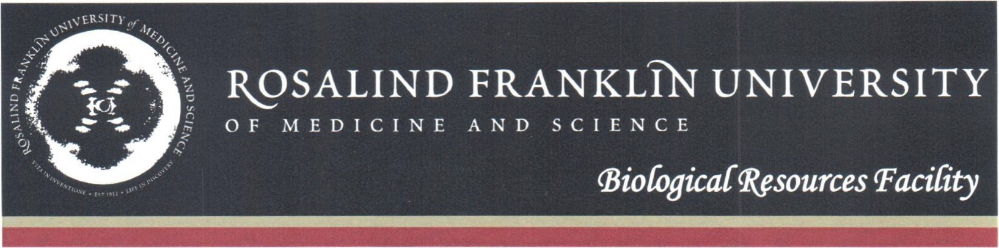 ROSALIND FRANKLIN UNIVERSITY of MEDICINE AND SCIENCE
VITA IN INVENTIONE • EST 1912 • LIFE IN DISCOVERY
ROSALIND FRANKLIN UNIVERSITY
OF MEDICINE AND SCIENCE
Biological Resources Facility